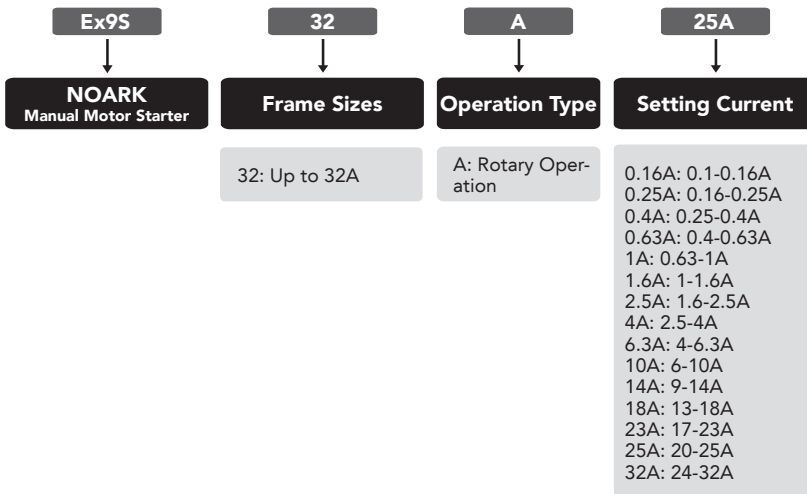 Ex9S
32
A
25A
NOARK
Manual Motor Starter
Frame Sizes
Operation Type
Setting Current
32: Up to 32A
A: Rotary Oper-
ation
0.16A: 0.1-0.16A
0.25A: 0.16-0.25A
0.4A: 0.25-0.4A
0.63A: 0.4-0.63A
1A: 0.63-1A
1.6A: 1-1.6A
2.5A: 1.6-2.5A
4A: 2.5-4A
6.3A: 4-6.3A
10A: 6-10A
14A: 9-14A
18A: 13-18A
23A: 17-23A
25A: 20-25A
32A: 24-32A